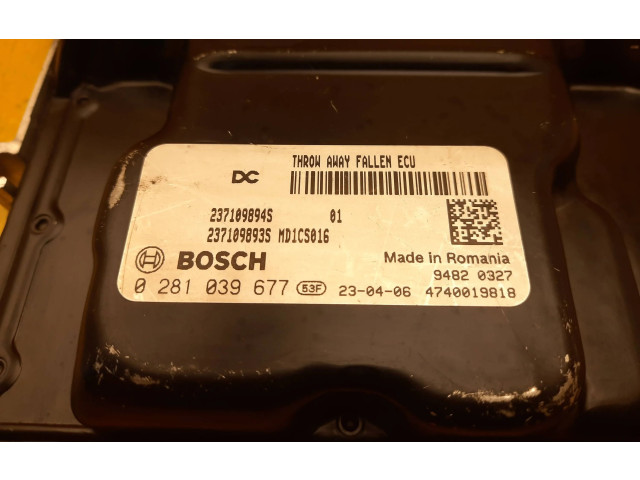 THROW AWAY FALLEN ECU
DC
237109894S 01
237109893S MD1CS016
BOSCH
Made in Romania
9482 0327
0 281 039 677 53F 23-04-06 4740019818